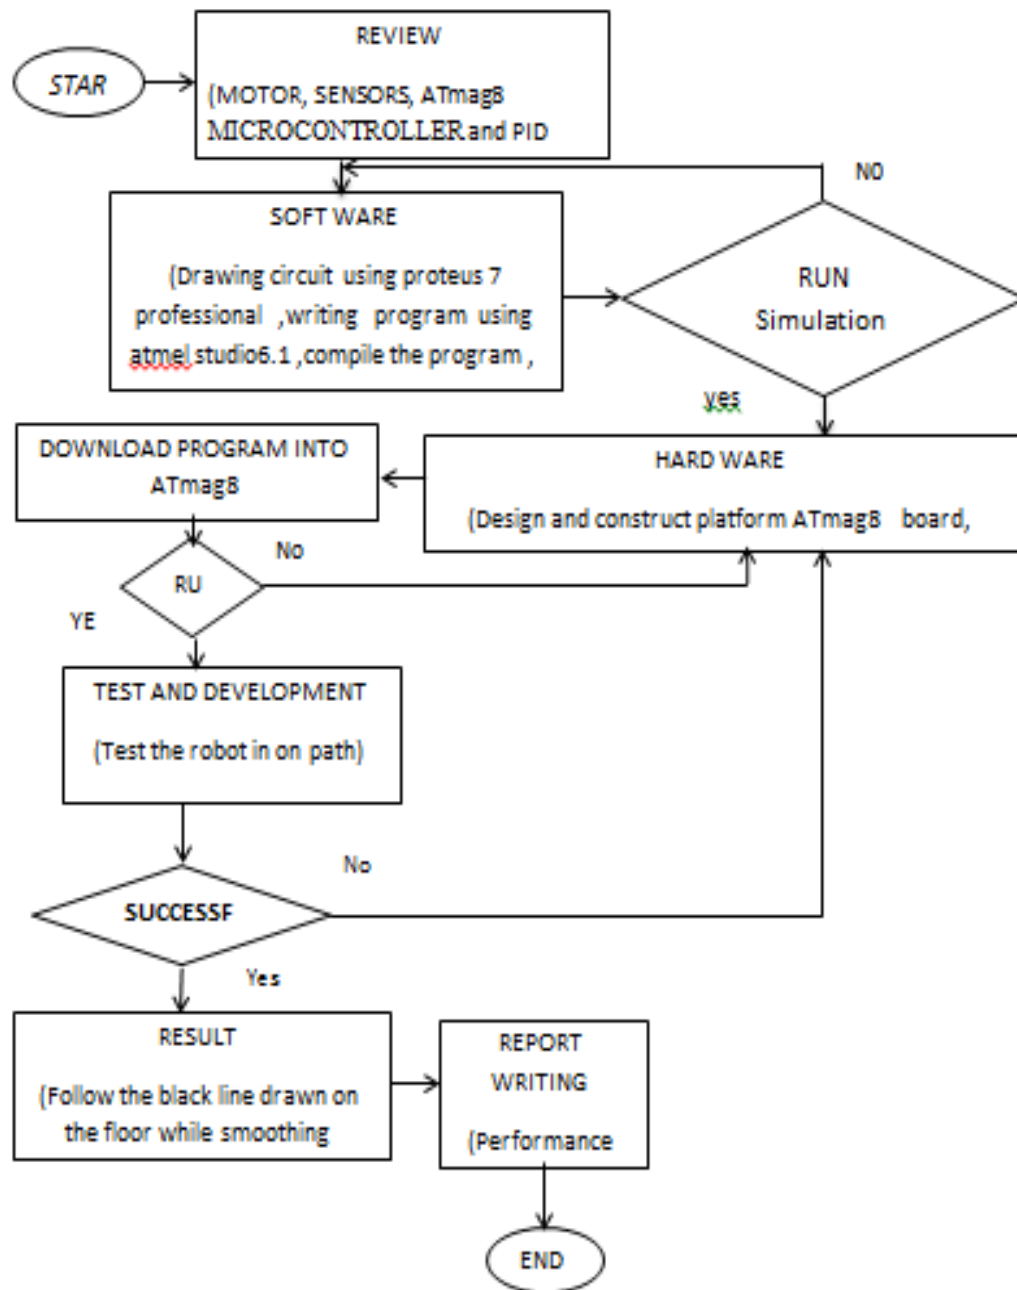 STAR
REVIEW
(MOTOR, SENSORS, ATmag8
MICROCONTROLLER and PID
NO
SOFT WARE
(Drawing circuit using proteus 7
professional ,writing program using
atmel studio6.1 ,compile the program ,
RUN
Simulation
yes
HARD WARE
(Design and construct platform ATmag8 board,
DOWNLOAD PROGRAM INTO
ATmag8
No
RU
YE
TEST AND DEVELOPMENT
(Test the robot in on path)
No
SUCCESSF
Yes
RESULT
(Follow the black line drawn on
the floor while smoothing
REPORT
WRITING
(Performance
END